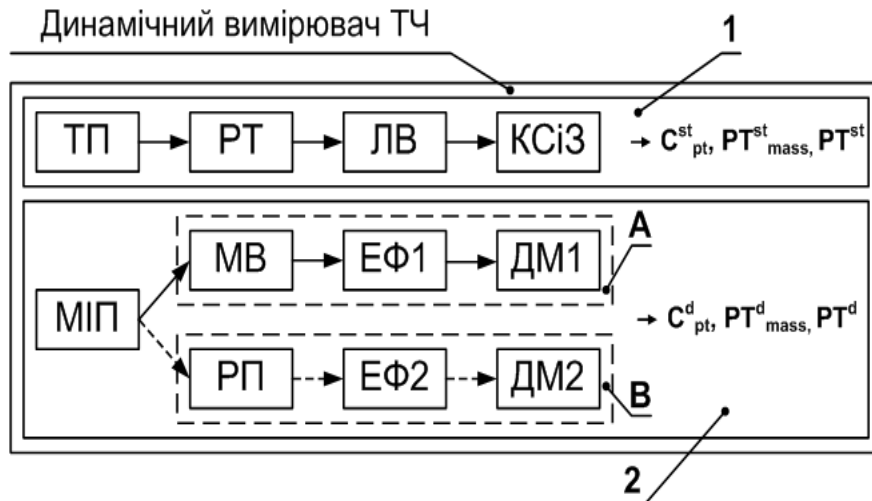 Динамічний вимірювач ТЧ
1
ТП РТ ЛВ КСіЗ → C^st_pt, PT^st_mass, PT^st
A
МВ ЕФ1 ДМ1
МІП → C^d_pt, PT^d_mass, PT^d
РП ЕФ2 ДМ2
B
2